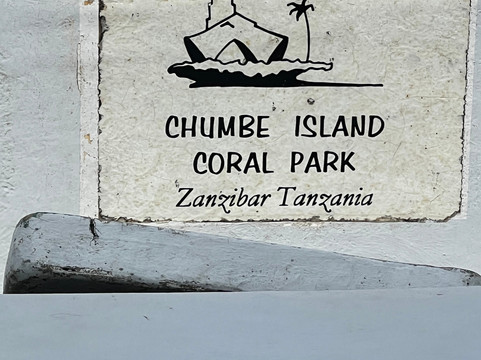 CHUMBE ISLAND
CORAL PARK
Zanzibar Tanzania